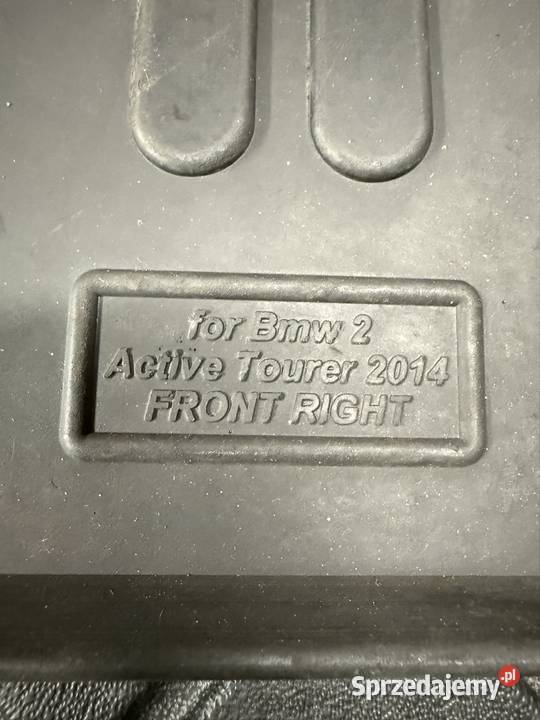 for Bmw 2
Active Tourer 2014
FRONT RIGHT
Sprzedajemy.pl